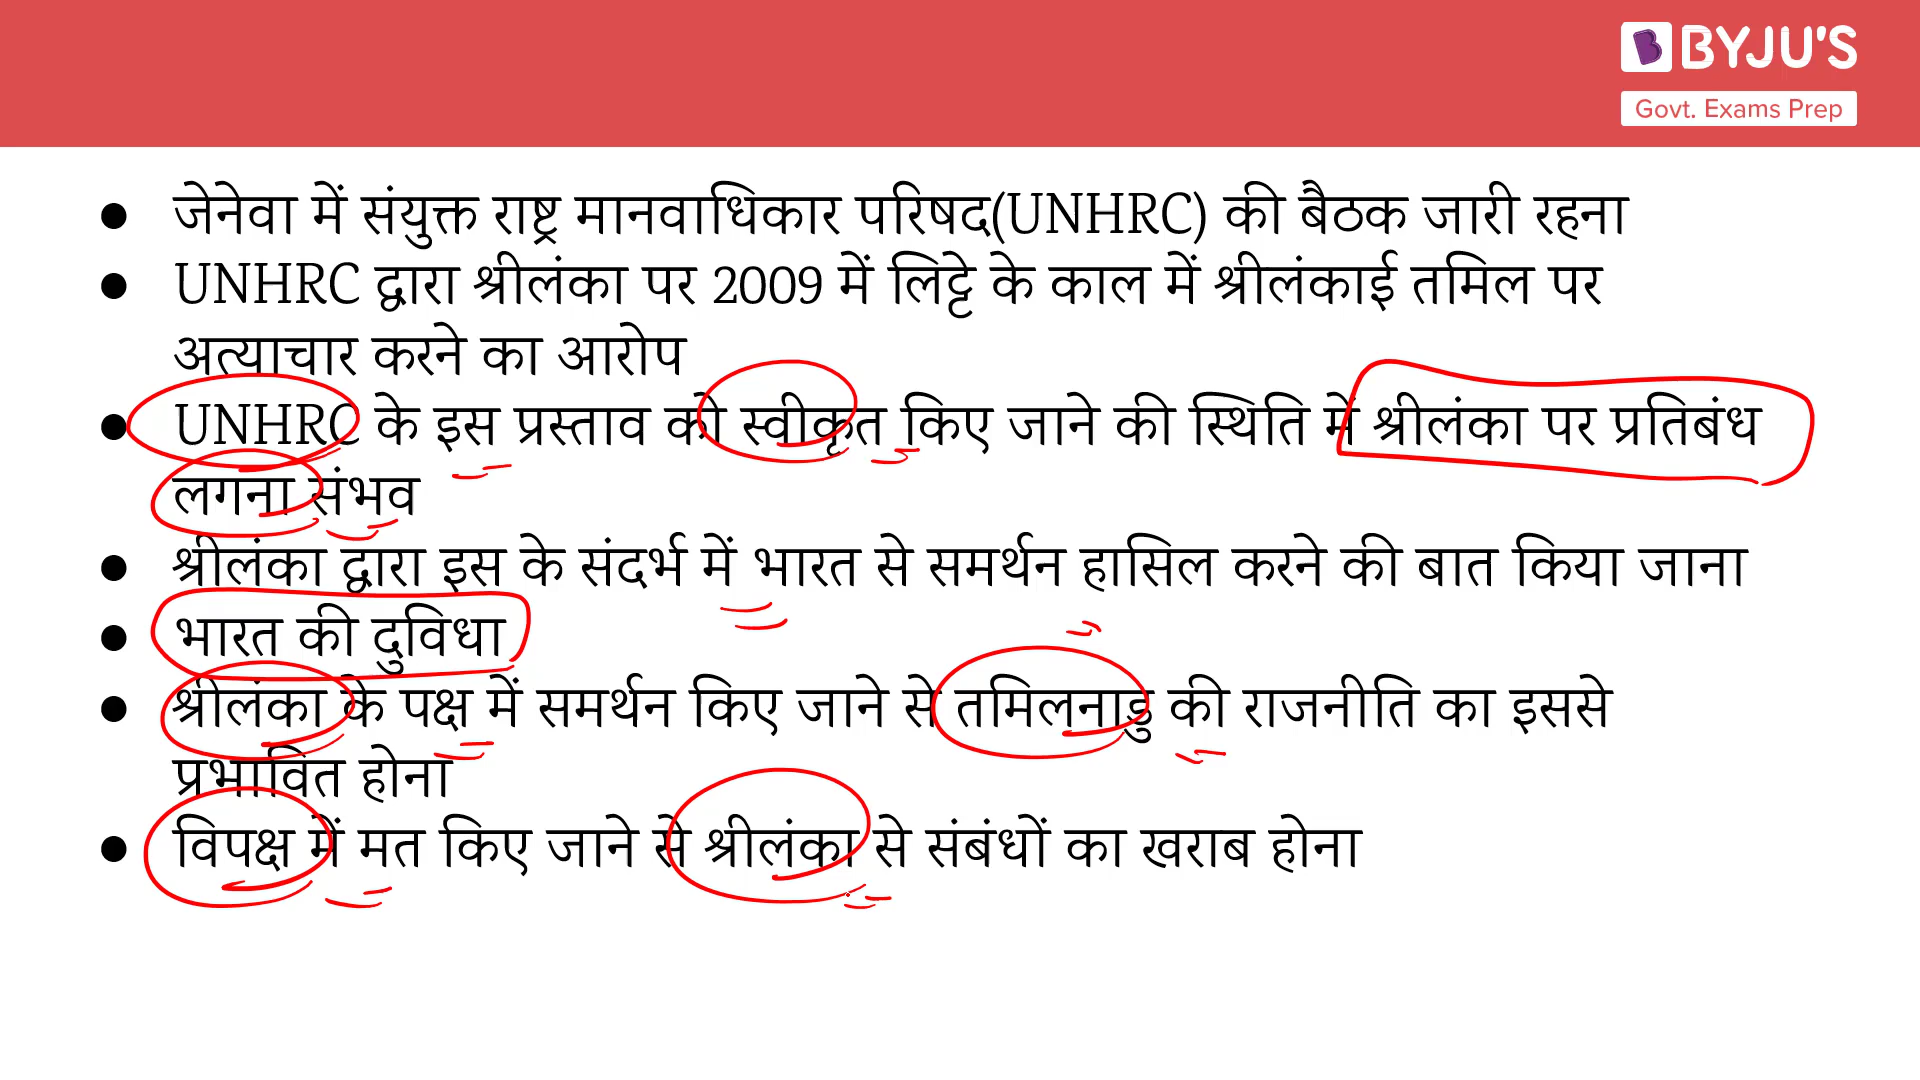 BYJU'S
Govt. Exams Prep
● जेनेवा में संयुक्त राष्ट्र मानवाधिकार परिषद(UNHRC) की बैठक जारी रहना
● UNHRC द्वारा श्रीलंका पर 2009 में लिट्टे के काल में श्रीलंकाई तमिल पर
अत्याचार करने का आरोप
● UNHRC के इस प्रस्ताव को स्वीकृत किए जाने की स्थिति में श्रीलंका पर प्रतिबंध
लगना संभव
● श्रीलंका द्वारा इस के संदर्भ में भारत से समर्थन हासिल करने की बात किया जाना
● भारत की दुविधा
● श्रीलंका के पक्ष में समर्थन किए जाने से तमिलनाडु की राजनीति का इससे
प्रभावित होना
● विपक्ष में मत किए जाने से श्रीलंका से संबंधों का खराब होना